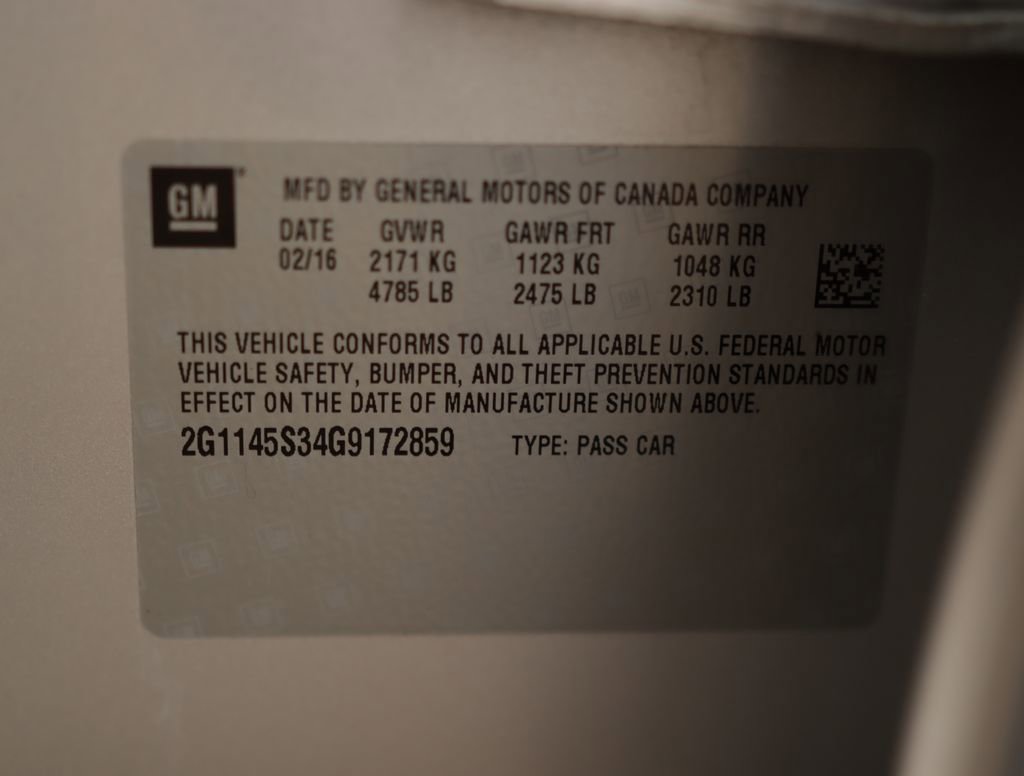 GM
MFD BY GENERAL MOTORS OF CANADA COMPANY
DATE GVWR GAWR FRT GAWR RR
02/16 2171 KG 1123 KG 1048 KG
4785 LB 2475 LB 2310 LB
THIS VEHICLE CONFORMS TO ALL APPLICABLE U.S. FEDERAL MOTOR
VEHICLE SAFETY, BUMPER, AND THEFT PREVENTION STANDARDS IN
EFFECT ON THE DATE OF MANUFACTURE SHOWN ABOVE.
2G1145S34G9172859 TYPE: PASS CAR